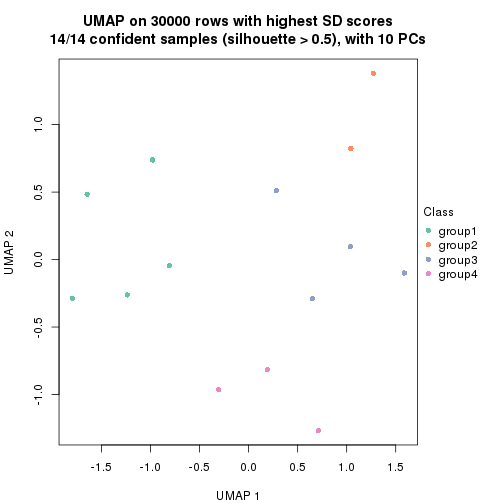 UMAP on 30000 rows with highest SD scores
14/14 confident samples (silhouette > 0.5), with 10 PCs
1.0
0.5
0.0
-0.5
-1.0
UMAP 2
-1.5 -1.0 -0.5 0.0 0.5 1.0 1.5
UMAP 1
Class
group1
group2
group3
group4